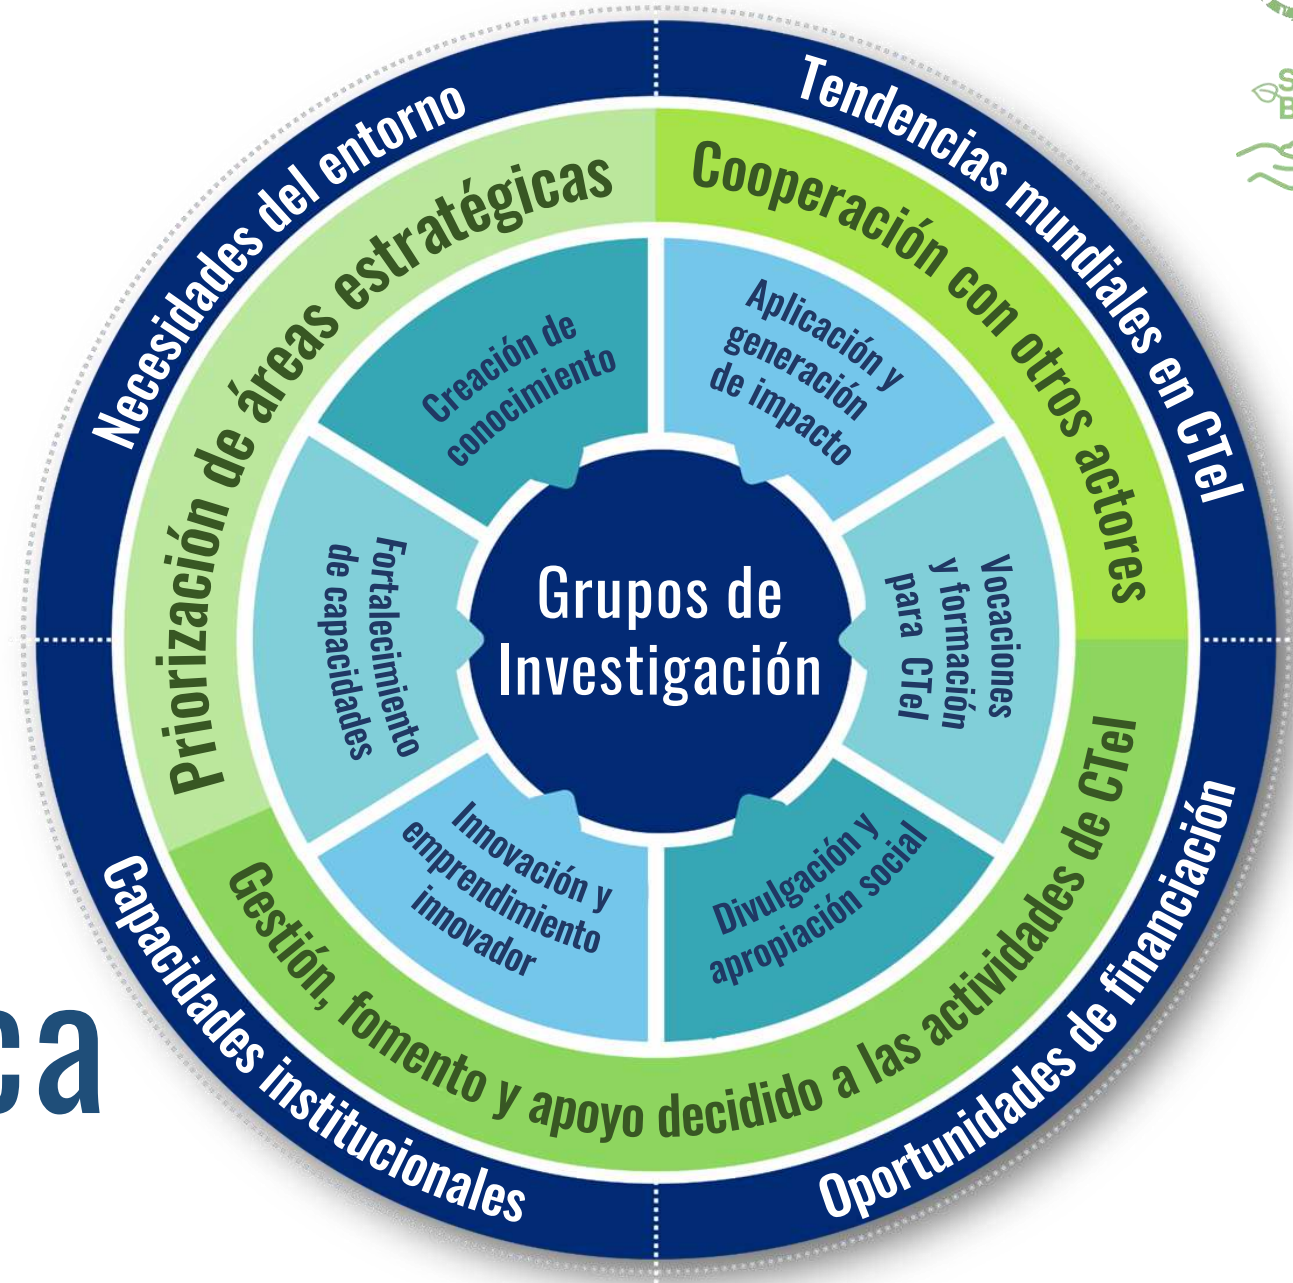 Necesidades del entorno
Tendencias mundiales en CTeI
Priorización de áreas estratégicas
Cooperación con otros actores
Creación de
conocimiento
Aplicación y
generación
de impacto
Fortalecimiento
de capacidades
Grupos de
Investigación
Vocaciones
y formación
para CTeI
Innovación y
emprendimiento
innovador
Divulgación y
apropiación social
Gestión, fomento y apoyo decidido a las actividades de CTeI
Capacidades institucionales
Oportunidades de financiación